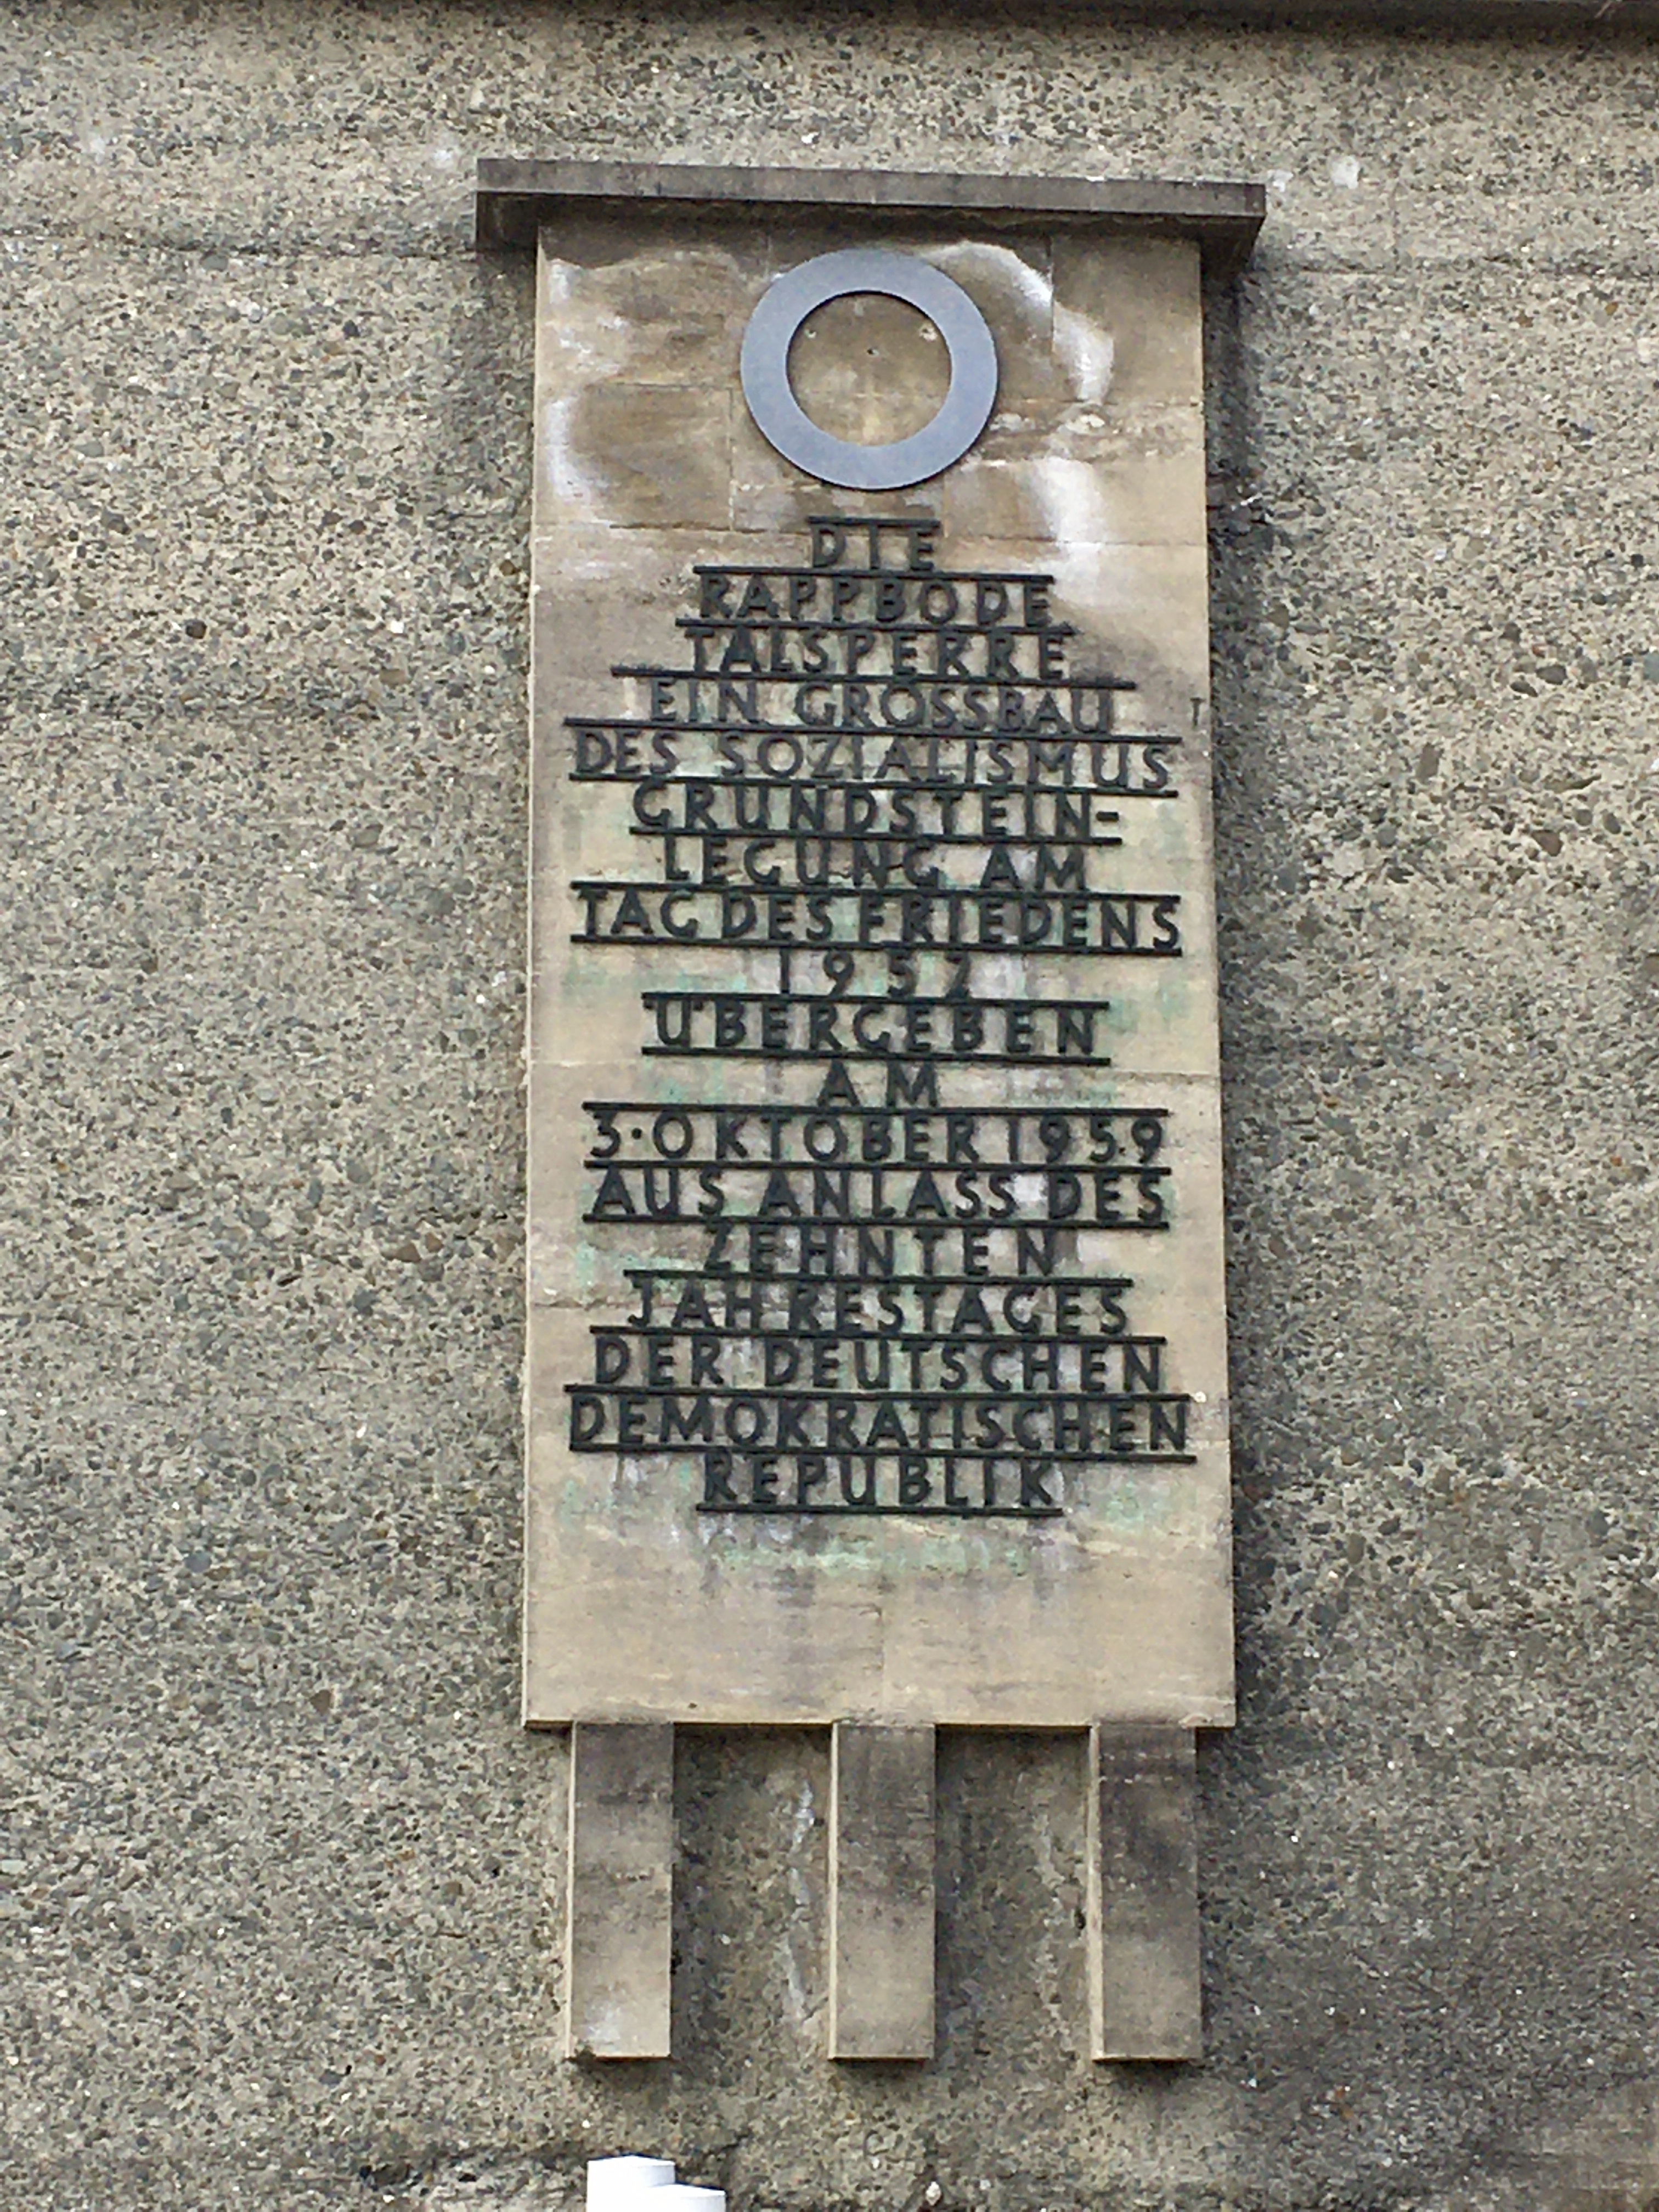 DIE
RAPPBODE
TALSPERRE
EIN GROSSBAU
DES SOZIALISMUS
GRUNDSTEIN-
LEGUNG AM
TAG DES FRIEDENS
1952
ÜBERGEBEN
AM
3·OKTOBER 1959
AUS ANLASS DES
ZEHNTEN
JAHRESTAGES
DER DEUTSCHEN
DEMOKRATISCHEN
REPUBLIK